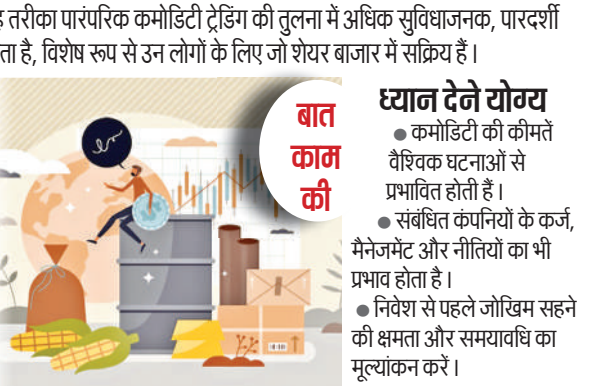 तरीका पारंपरिक कमोडिटी ट्रेडिंग की तुलना में अधिक सुविधाजनक, पारदर्शी
है, विशेष रूप से उन लोगों के लिए जो शेयर बाजार में सक्रिय हैं।
बात
काम
की
ध्यान देने योग्य
● कमोडिटी की कीमतें
वैश्विक घटनाओं से
प्रभावित होती हैं।
● संबंधित कंपनियों के कर्ज,
मैनेजमेंट और नीतियों का भी
प्रभाव होता है।
● निवेश से पहले जोखिम सहने
की क्षमता और समयावधि का
मूल्यांकन करें।